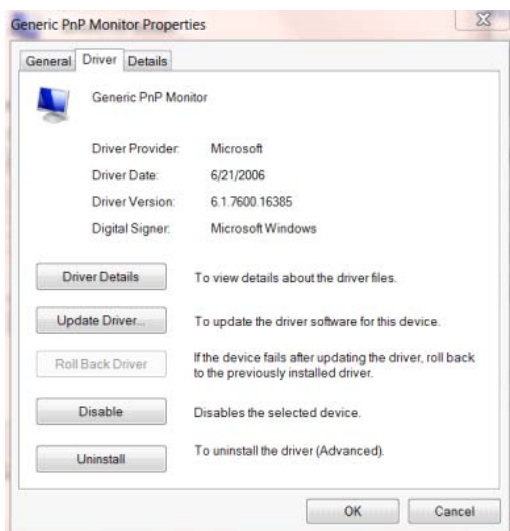 Generic PnP Monitor Properties
General Driver Details
Generic PnP Monitor
Driver Provider: Microsoft
Driver Date: 6/21/2006
Driver Version: 6.1.7600.16385
Digital Signer: Microsoft Windows
Driver Details To view details about the driver files.
Update Driver... To update the driver software for this device.
Roll Back Driver If the device fails after updating the driver, roll back
to the previously installed driver.
Disable Disables the selected device.
Uninstall To uninstall the driver (Advanced).
OK Cancel